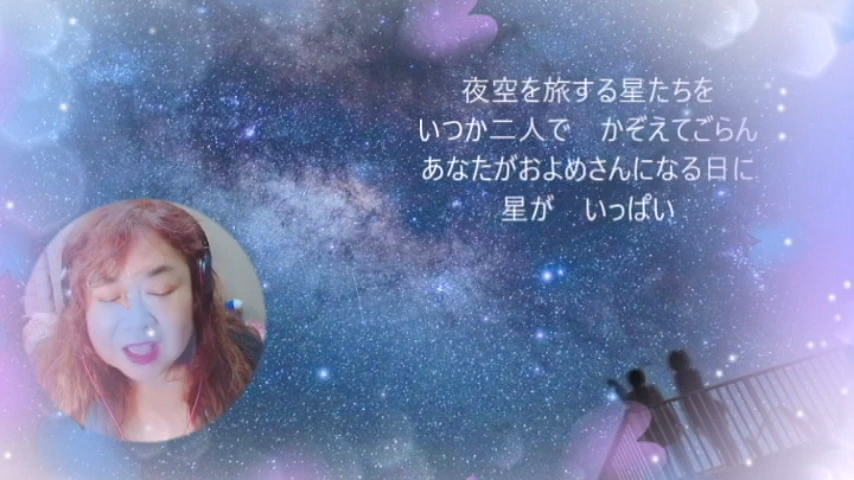 夜空を旅する星たちを
いつか二人で　かぞえてごらん
あなたがおよめさんになる日に
星が　いっぱい